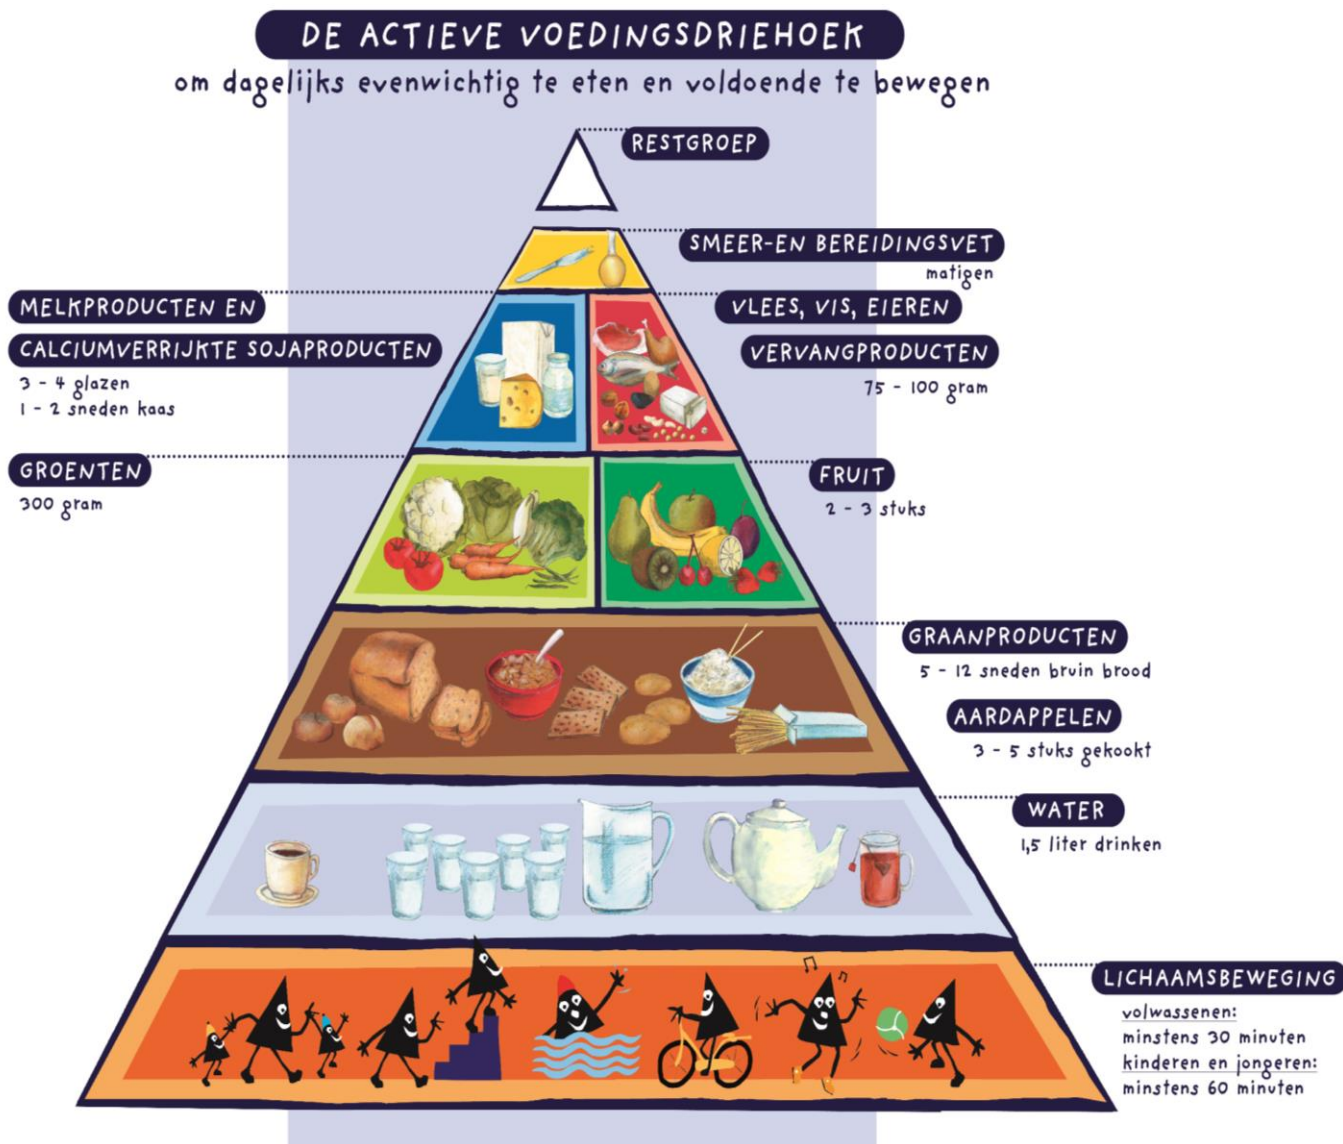 DE ACTIEVE VOEDINGSDRIEHOEK
om dagelijks evenwichtig te eten en voldoende te bewegen
RESTGROEP
SMEER-EN BEREIDINGSVET
matigen
MELKPRODUCTEN EN
CALCIUMVERRIJKTE SOJAPRODUCTEN
3 - 4 glazen
1 - 2 sneden kaas
VLEES, VIS, EIEREN
VERVANGPRODUCTEN
75 - 100 gram
GROENTEN
300 gram
FRUIT
2 - 3 stuks
GRAANPRODUCTEN
5 - 12 sneden bruin brood
AARDAPPELEN
3 - 5 stuks gekookt
WATER
1,5 liter drinken
LICHAAMSBEWEGING
volwassenen:
minstens 30 minuten
kinderen en jongeren:
minstens 60 minuten